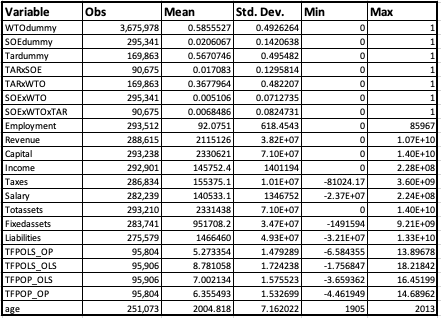 Variable Obs Mean Std. Dev. Min Max
WTOdummy 3,675,978 0.5855527 0.4926264 0 1
SOEdummy 295,341 0.0206067 0.1420638 0 1
Tardummy 169,863 0.5670746 0.495482 0 1
TARxSOE 90,675 0.017083 0.1295814 0 1
TARxWTO 169,863 0.3677964 0.482207 0 1
SOExWTO 295,341 0.005106 0.0712735 0 1
SOExWTOxTAR 90,675 0.0068486 0.0824731 0 1
Employment 293,512 92.0751 618.4543 0 85967
Revenue 288,615 2115126 3.82E+07 0 1.07E+10
Capital 293,238 2330621 7.10E+07 0 1.40E+10
Income 292,901 145752.4 1401194 0 2.28E+08
Taxes 286,834 155375.1 1.01E+07 -81024.17 3.60E+09
Salary 282,239 140533.1 1346752 -2.37E+07 2.24E+08
Totassets 293,210 2331438 7.10E+07 0 1.40E+10
Fixedassets 283,741 951708.2 3.47E+07 -1491594 9.21E+09
Liabilities 275,579 1466460 4.93E+07 -3.21E+07 1.33E+10
TFPOLS_OP 95,804 5.273354 1.479289 -6.584355 13.89678
TFPOLS_OLS 95,906 8.781058 1.724238 -1.756847 18.21842
TFPOP_OLS 95,906 7.002134 1.575523 -3.659362 16.45199
TFPOP_OP 95,804 6.355493 1.532699 -4.461949 14.68962
age 251,073 2004.818 7.162022 1905 2013